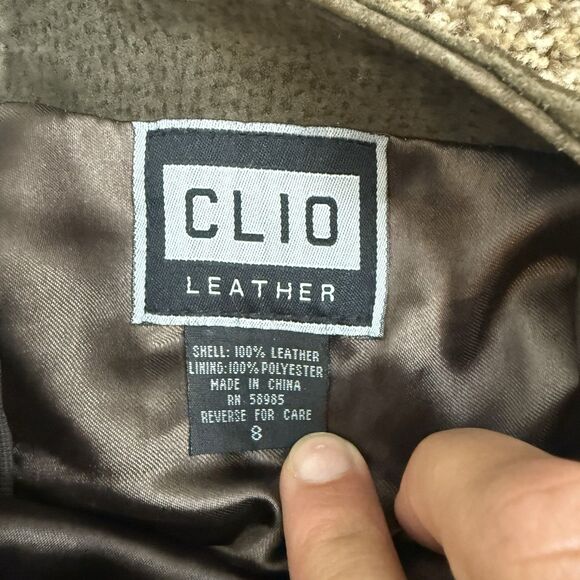 CLIO
LEATHER
SHELL: 100% LEATHER
LINING: 100% POLYESTER
MADE IN CHINA
RN 58985
REVERSE FOR CARE
8